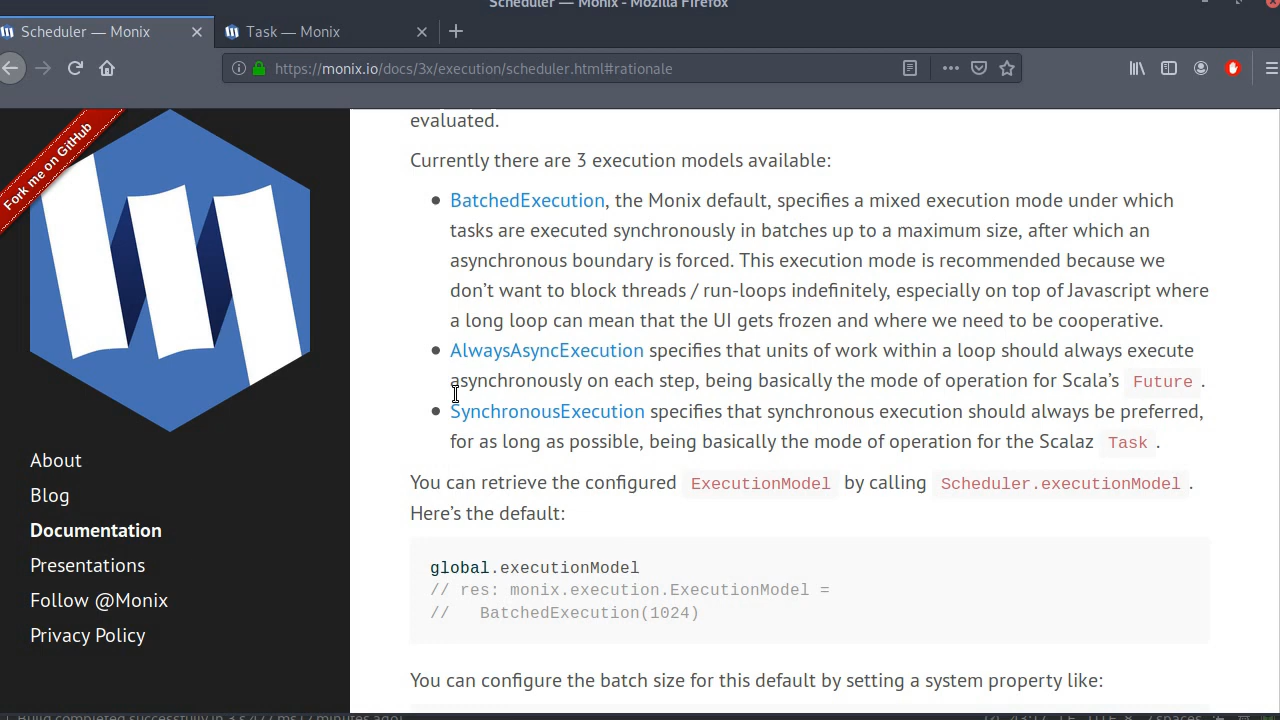 Scheduler — Monix - Mozilla Firefox
Scheduler — Monix
Task — Monix
https://monix.io/docs/3x/execution/scheduler.html#rationale
Fork me on GitHub
About
Blog
Documentation
Presentations
Follow @Monix
Privacy Policy
evaluated.
Currently there are 3 execution models available:
BatchedExecution, the Monix default, specifies a mixed execution mode under which
tasks are executed synchronously in batches up to a maximum size, after which an
asynchronous boundary is forced. This execution mode is recommended because we
don’t want to block threads / run-loops indefinitely, especially on top of Javascript where
a long loop can mean that the UI gets frozen and where we need to be cooperative.
AlwaysAsyncExecution specifies that units of work within a loop should always execute
asynchronously on each step, being basically the mode of operation for Scala’s Future .
SynchronousExecution specifies that synchronous execution should always be preferred,
for as long as possible, being basically the mode of operation for the Scalaz Task .
You can retrieve the configured ExecutionModel by calling Scheduler.executionModel .
Here’s the default:
global.executionModel
// res: monix.execution.ExecutionModel =
//   BatchedExecution(1024)
You can configure the batch size for this default by setting a system property like: